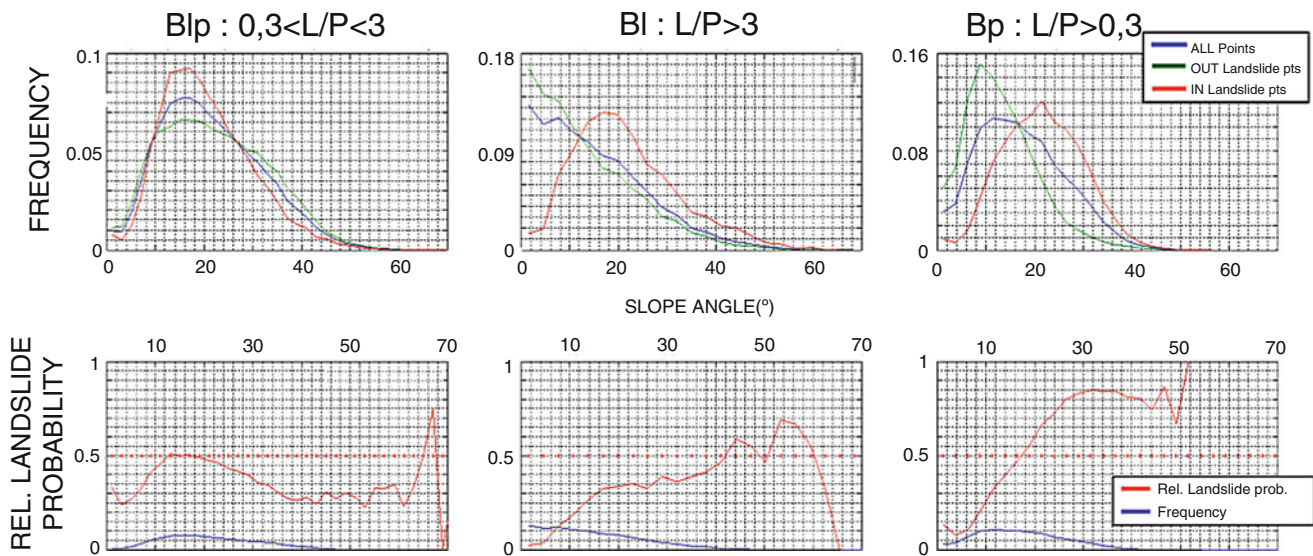 Blp : 0,3<L/P<3
Bl : L/P>3
Bp : L/P>0,3
ALL Points
OUT Landslide pts
IN Landslide pts
FREQUENCY
0.1
0.05
0
0 20 40 60
0.18
0.09
0
0 20 40 60
0.16
0.08
0
0 20 40 60
SLOPE ANGLE(º)
REL. LANDSLIDE
PROBABILITY
10 30 50 70
1
0.5
0
10 30 50 70
1
0.5
0
10 30 50 70
1
0.5
0
Rel. Landslide prob.
Frequency